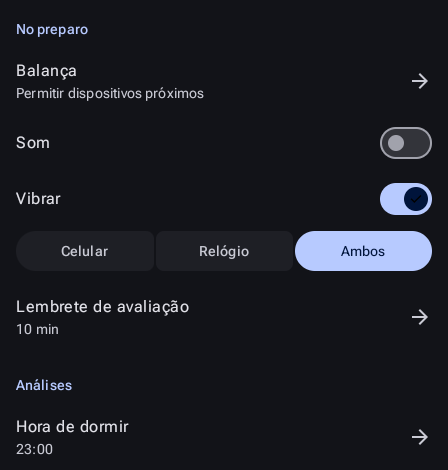 No preparo
Balança
Permitir dispositivos próximos
Som
Vibrar
Celular
Relógio
Ambos
Lembrete de avaliação
10 min
Análises
Hora de dormir
23:00